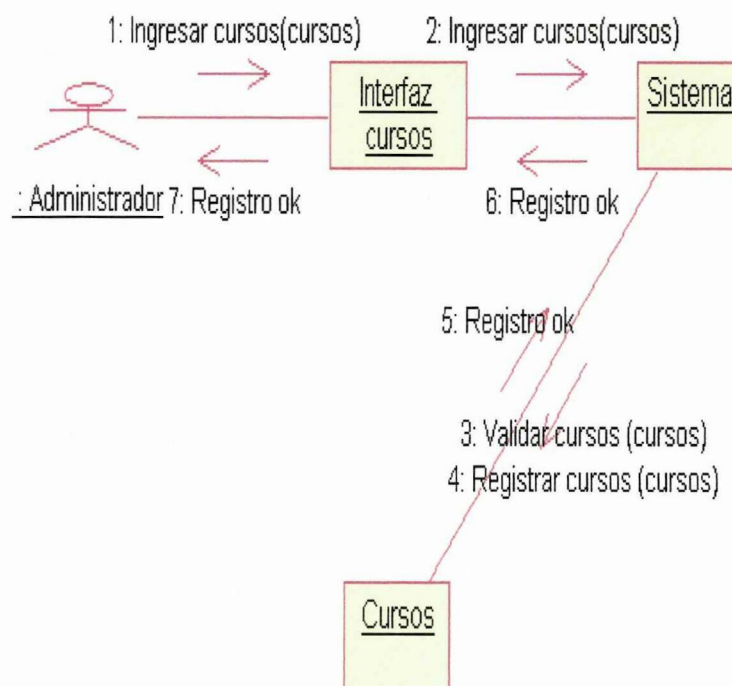 1: Ingresar cursos(cursos)
2: Ingresar cursos(cursos)
Interfaz
cursos
Sistema
: Administrador
7: Registro ok
6: Registro ok
5: Registro ok
3: Validar cursos (cursos)
4: Registrar cursos (cursos)
Cursos